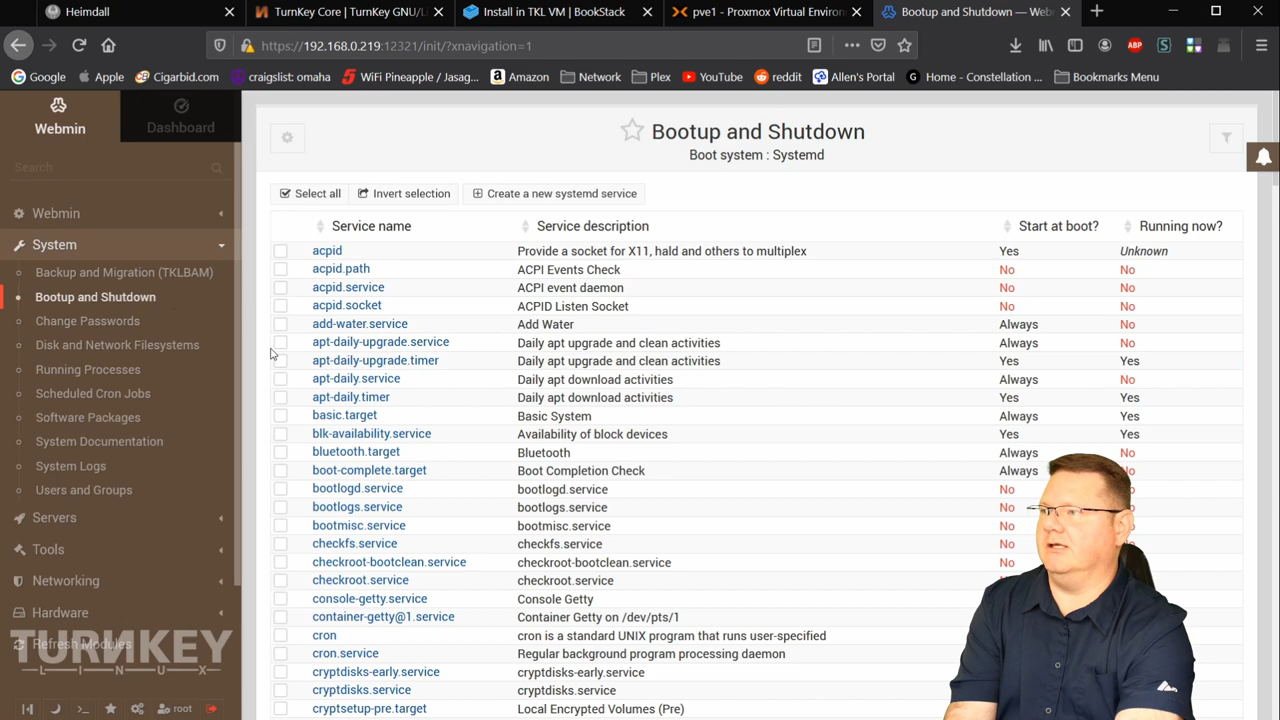 Heimdall
TurnKey Core | TurnKey GNU/Li
Install in TKL VM | BookStack
pve1 - Proxmox Virtual Environ
Bootup and Shutdown — Web
https://192.168.0.219:12321/init/?xnavigation=1
ABP
Google
Apple
Cigarbid.com
craigslist: omaha
WiFi Pineapple / Jasag...
Amazon
Network
Plex
YouTube
reddit
Allen's Portal
Home - Constellation ...
Bookmarks Menu
Webmin
Dashboard
Search
Webmin
System
Backup and Migration (TKLBAM)
Bootup and Shutdown
Change Passwords
Disk and Network Filesystems
Running Processes
Scheduled Cron Jobs
Software Packages
System Documentation
System Logs
Users and Groups
Servers
Tools
Networking
Hardware
Refresh Modules
TURNKEY
LINUX
root
Bootup and Shutdown
Boot system : Systemd
Select all Invert selection Create a new systemd service
Service name Service description Start at boot? Running now?
acpid Provide a socket for X11, hald and others to multiplex Yes Unknown
acpid.path ACPI Events Check No No
acpid.service ACPI event daemon No No
acpid.socket ACPID Listen Socket No No
add-water.service Add Water Always No
apt-daily-upgrade.service Daily apt upgrade and clean activities Always No
apt-daily-upgrade.timer Daily apt upgrade and clean activities Yes Yes
apt-daily.service Daily apt download activities Always No
apt-daily.timer Daily apt download activities Yes Yes
basic.target Basic System Always Yes
blk-availability.service Availability of block devices Yes Yes
bluetooth.target Bluetooth Always No
boot-complete.target Boot Completion Check Always No
bootlogd.service bootlogd.service No
bootlogs.service bootlogs.service No
bootmisc.service bootmisc.service No
checkfs.service checkfs.service No
checkroot-bootclean.service checkroot-bootclean.service
checkroot.service checkroot.service
console-getty.service Console Getty
container-getty@1.service Container Getty on /dev/pts/1
cron cron is a standard UNIX program that runs user-specified
cron.service Regular background program processing daemon
cryptdisks-early.service cryptdisks-early.service
cryptdisks.service cryptdisks.service
cryptsetup-pre.target Local Encrypted Volumes (Pre)